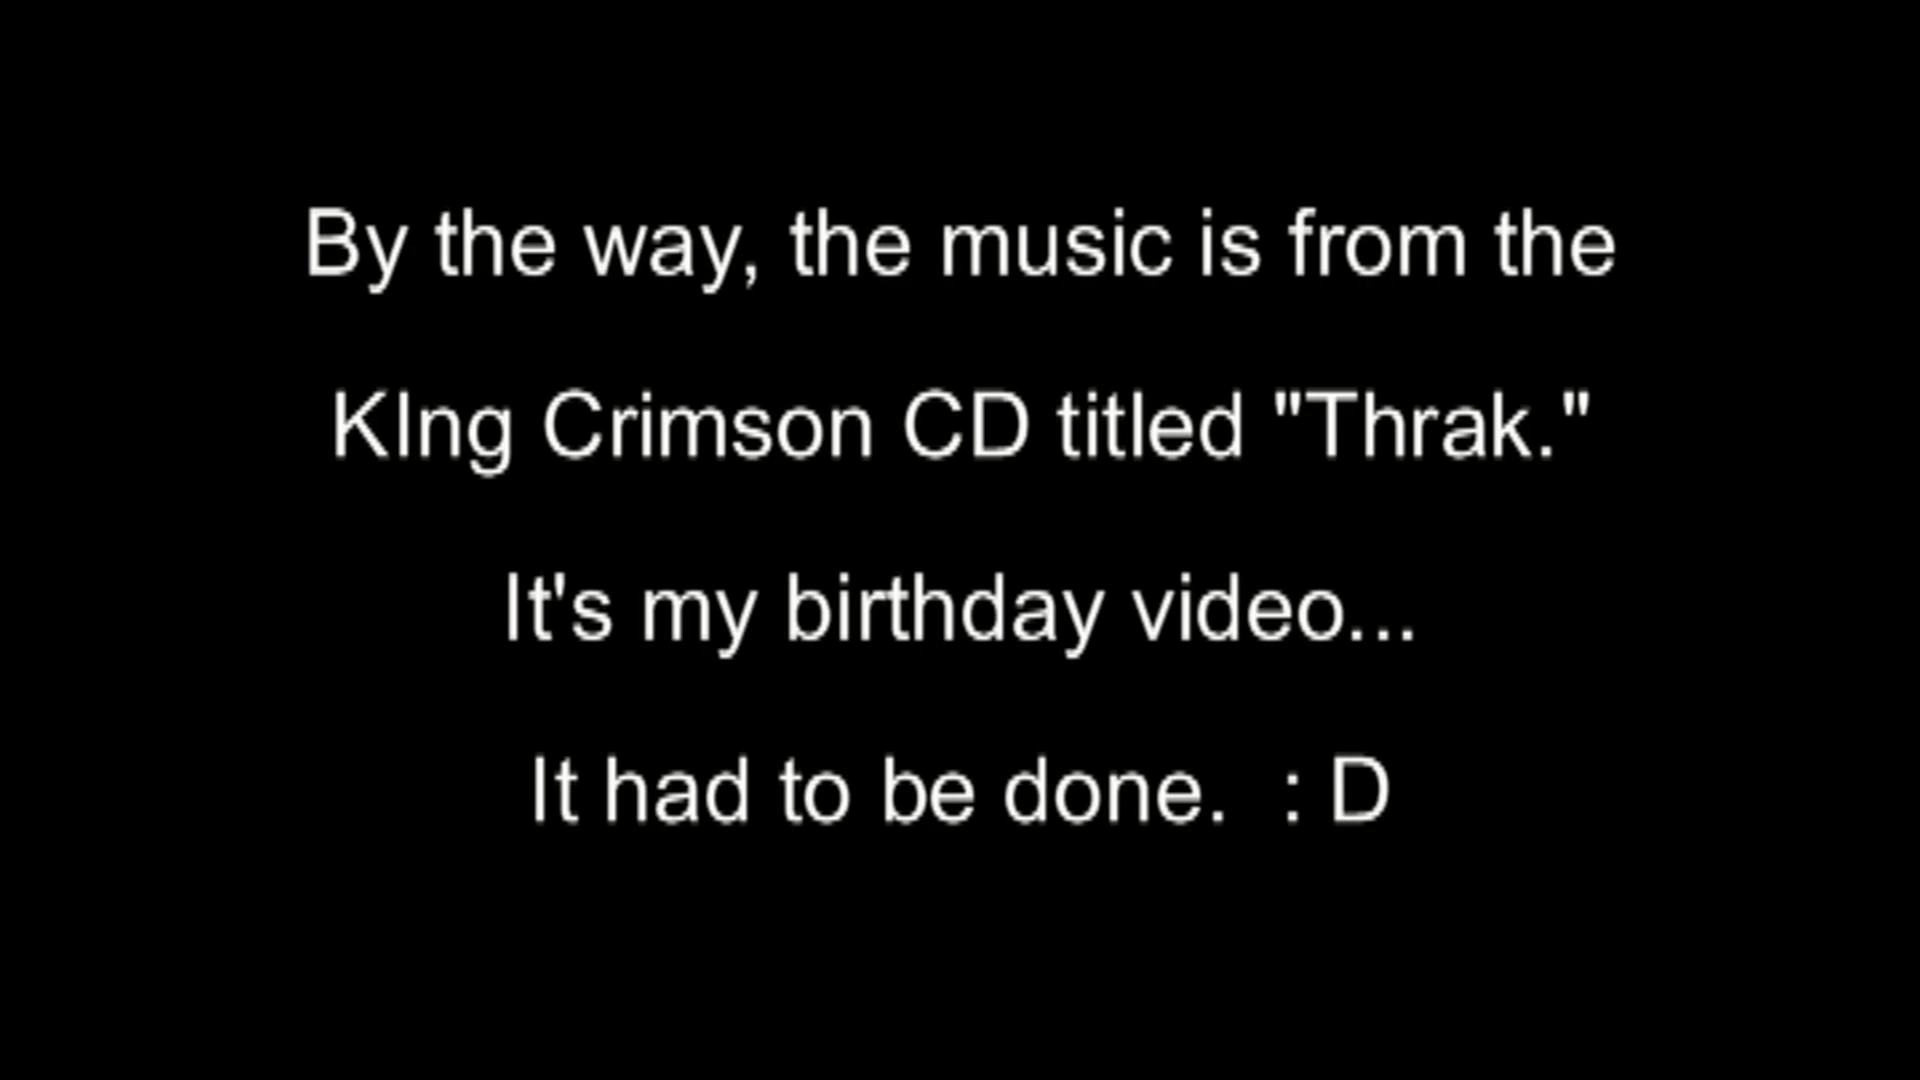 By the way, the music is from the
KIng Crimson CD titled "Thrak."
It's my birthday video...
It had to be done.  : D